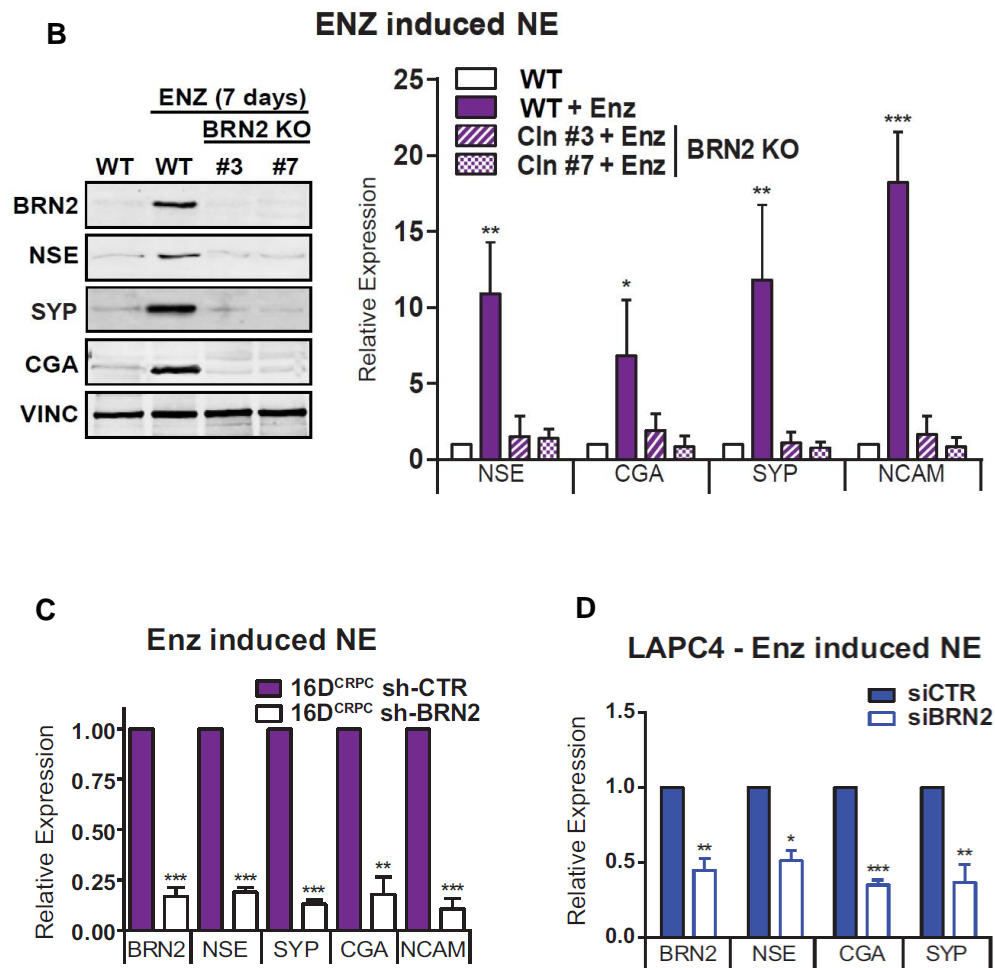 B
ENZ induced NE
ENZ (7 days)
BRN2 KO
WT WT #3 #7
BRN2
NSE
SYP
CGA
VINC
Relative Expression
25
20
15
10
5
0
WT
WT + Enz
Cln #3 + Enz
Cln #7 + Enz
BRN2 KO
**
*
**
***
NSE CGA SYP NCAM
C
Enz induced NE
16DCRPC sh-CTR
16DCRPC sh-BRN2
Relative Expression
1.00
0.75
0.50
0.25
0.00
***
***
***
**
***
BRN2 NSE SYP CGA NCAM
D
LAPC4 - Enz induced NE
siCTR
siBRN2
Relative Expression
1.5
1.0
0.5
0.0
**
*
***
**
BRN2 NSE CGA SYP